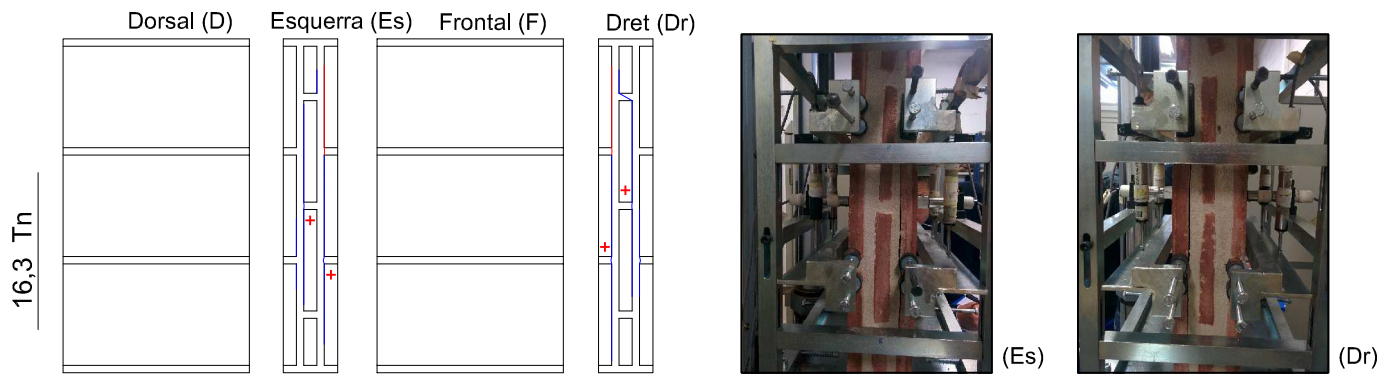 Dorsal (D)
Esquerra (Es)
Frontal (F)
Dret (Dr)
16,3 Tn
(Es)
(Dr)